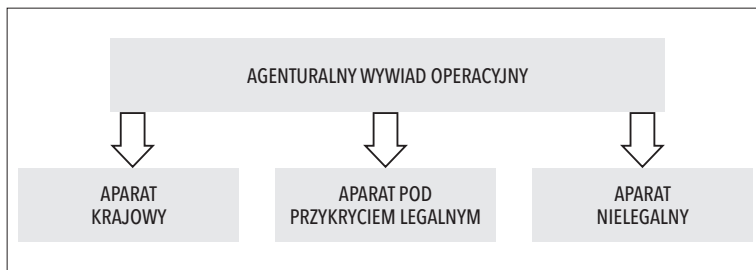 AGENTURALNY WYWIAD OPERACYJNY
APARAT
KRAJOWY
APARAT POD
PRZYKRYCIEM LEGALNYM
APARAT
NIELEGALNY